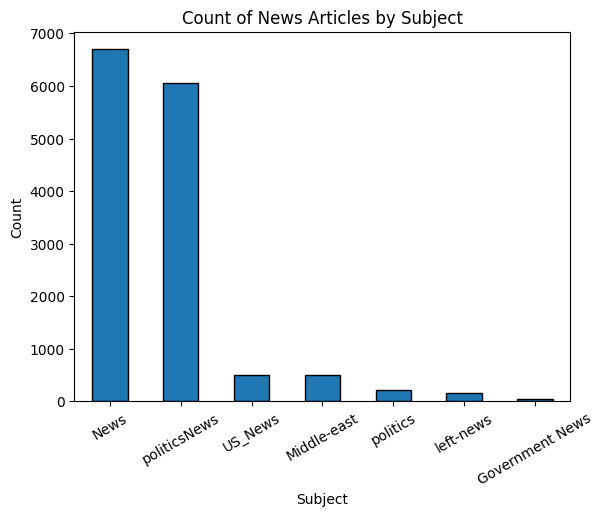 Count of News Articles by Subject
7000
6000
5000
4000
3000
2000
1000
0
Count
News
politicsNews
US_News
Middle-east
politics
left-news
Government News
Subject